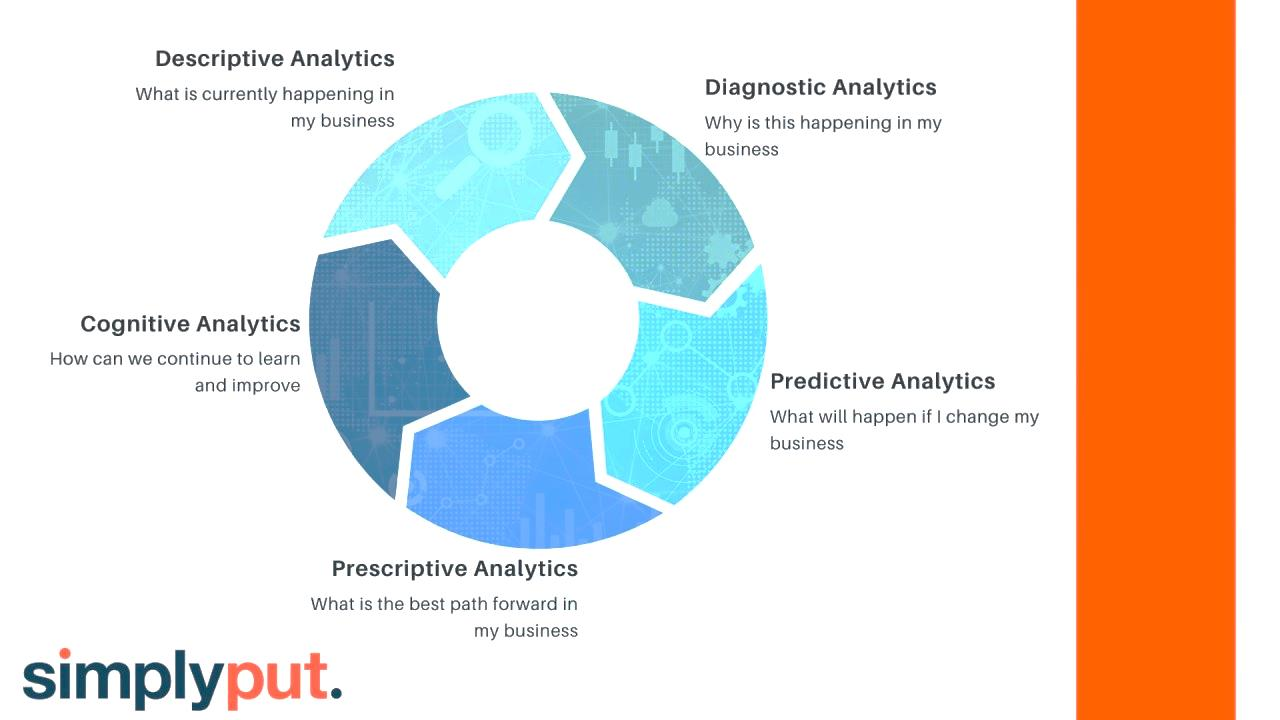 Descriptive Analytics
What is currently happening in
my business
Diagnostic Analytics
Why is this happening in my
business
Predictive Analytics
What will happen if I change my
business
Prescriptive Analytics
What is the best path forward in
my business
Cognitive Analytics
How can we continue to learn
and improve
simplyput.